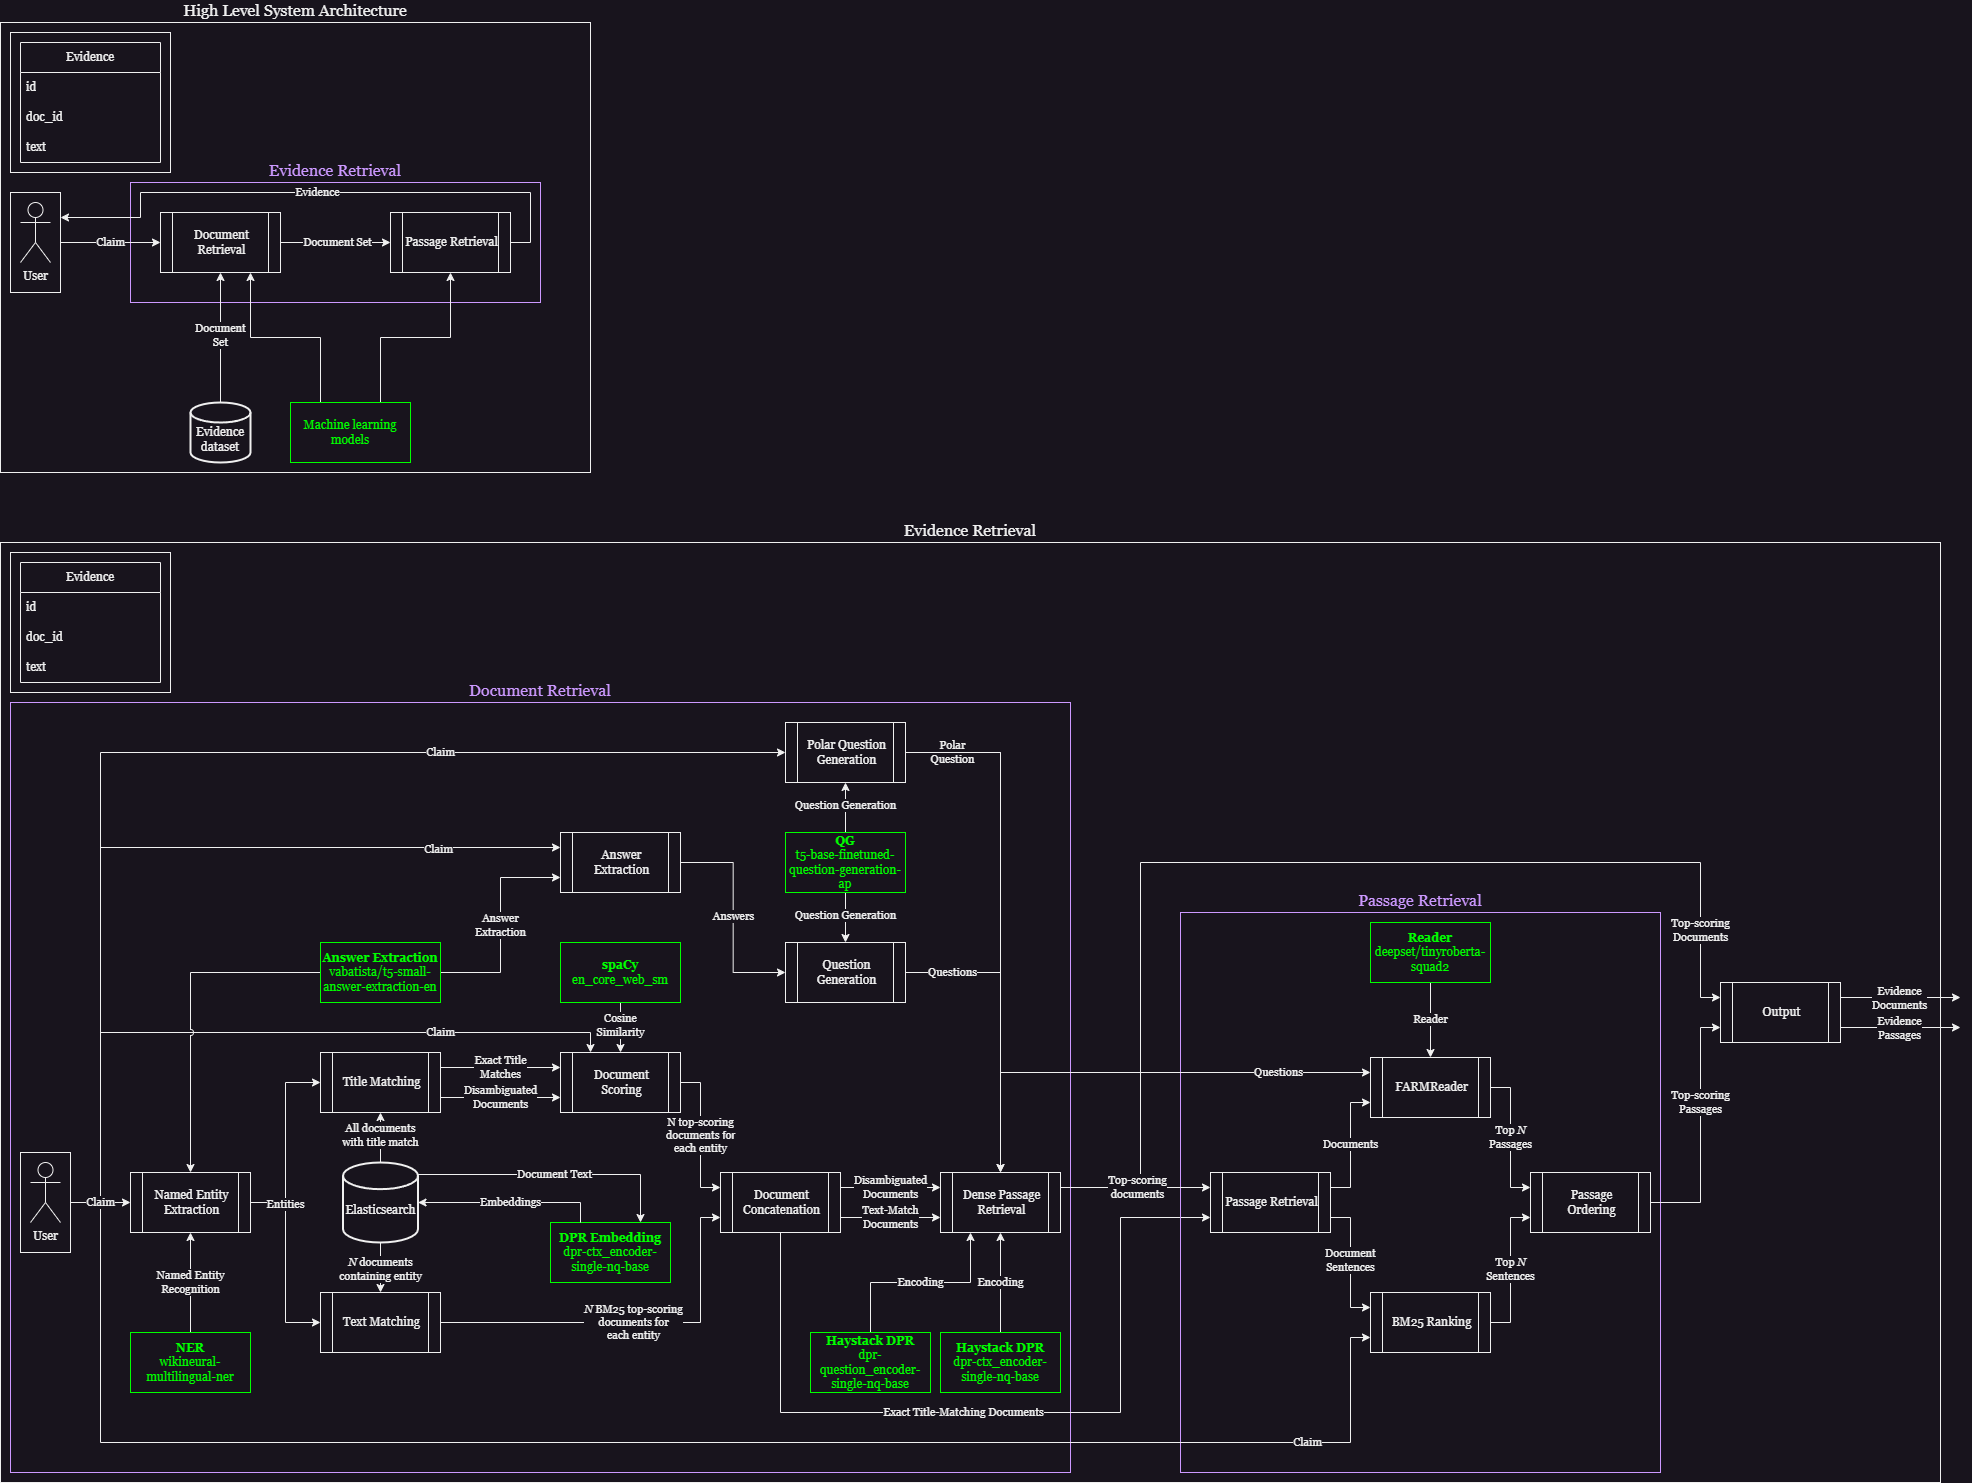 High Level System Architecture
Evidence
id
doc_id
text
Evidence Retrieval
Evidence
User
Claim
Document
Retrieval
Document Set
Passage Retrieval
Document
Set
Evidence
dataset
Machine learning
models
Evidence Retrieval
Evidence
id
doc_id
text
Document Retrieval
Claim
Polar Question
Generation
Polar
Question
Question Generation
Claim
Answer
Extraction
QG
t5-base-finetuned-
question-generation-
ap
Answer
Extraction
Answers
Question Generation
Answer Extraction
vabatista/t5-small-
answer-extraction-en
spaCy
en_core_web_sm
Question
Generation
Questions
Cosine
Similarity
Claim
Title Matching
Exact Title
Matches
Disambiguated
Documents
Document
Scoring
All documents
with title match
N top-scoring
documents for
each entity
User
Claim
Named Entity
Extraction
Entities
Elasticsearch
Document Text
Embeddings
DPR Embedding
dpr-ctx_encoder-
single-nq-base
Document
Concatenation
Disambiguated
Documents
Text-Match
Documents
Dense Passage
Retrieval
Named Entity
Recognition
N documents
containing entity
Text Matching
N BM25 top-scoring
documents for
each entity
NER
wikineural-
multilingual-ner
Encoding
Encoding
Haystack DPR
dpr-
question_encoder-
single-nq-base
Haystack DPR
dpr-ctx_encoder-
single-nq-base
Exact Title-Matching Documents
Claim
Top-scoring
documents
Passage Retrieval
Reader
deepset/tinyroberta-
squad2
Reader
Questions
FARMReader
Documents
Top N
Passages
Passage Retrieval
Passage
Ordering
Document
Sentences
Top N
Sentences
BM25 Ranking
Top-scoring
Documents
Output
Evidence
Documents
Evidence
Passages
Top-scoring
Passages